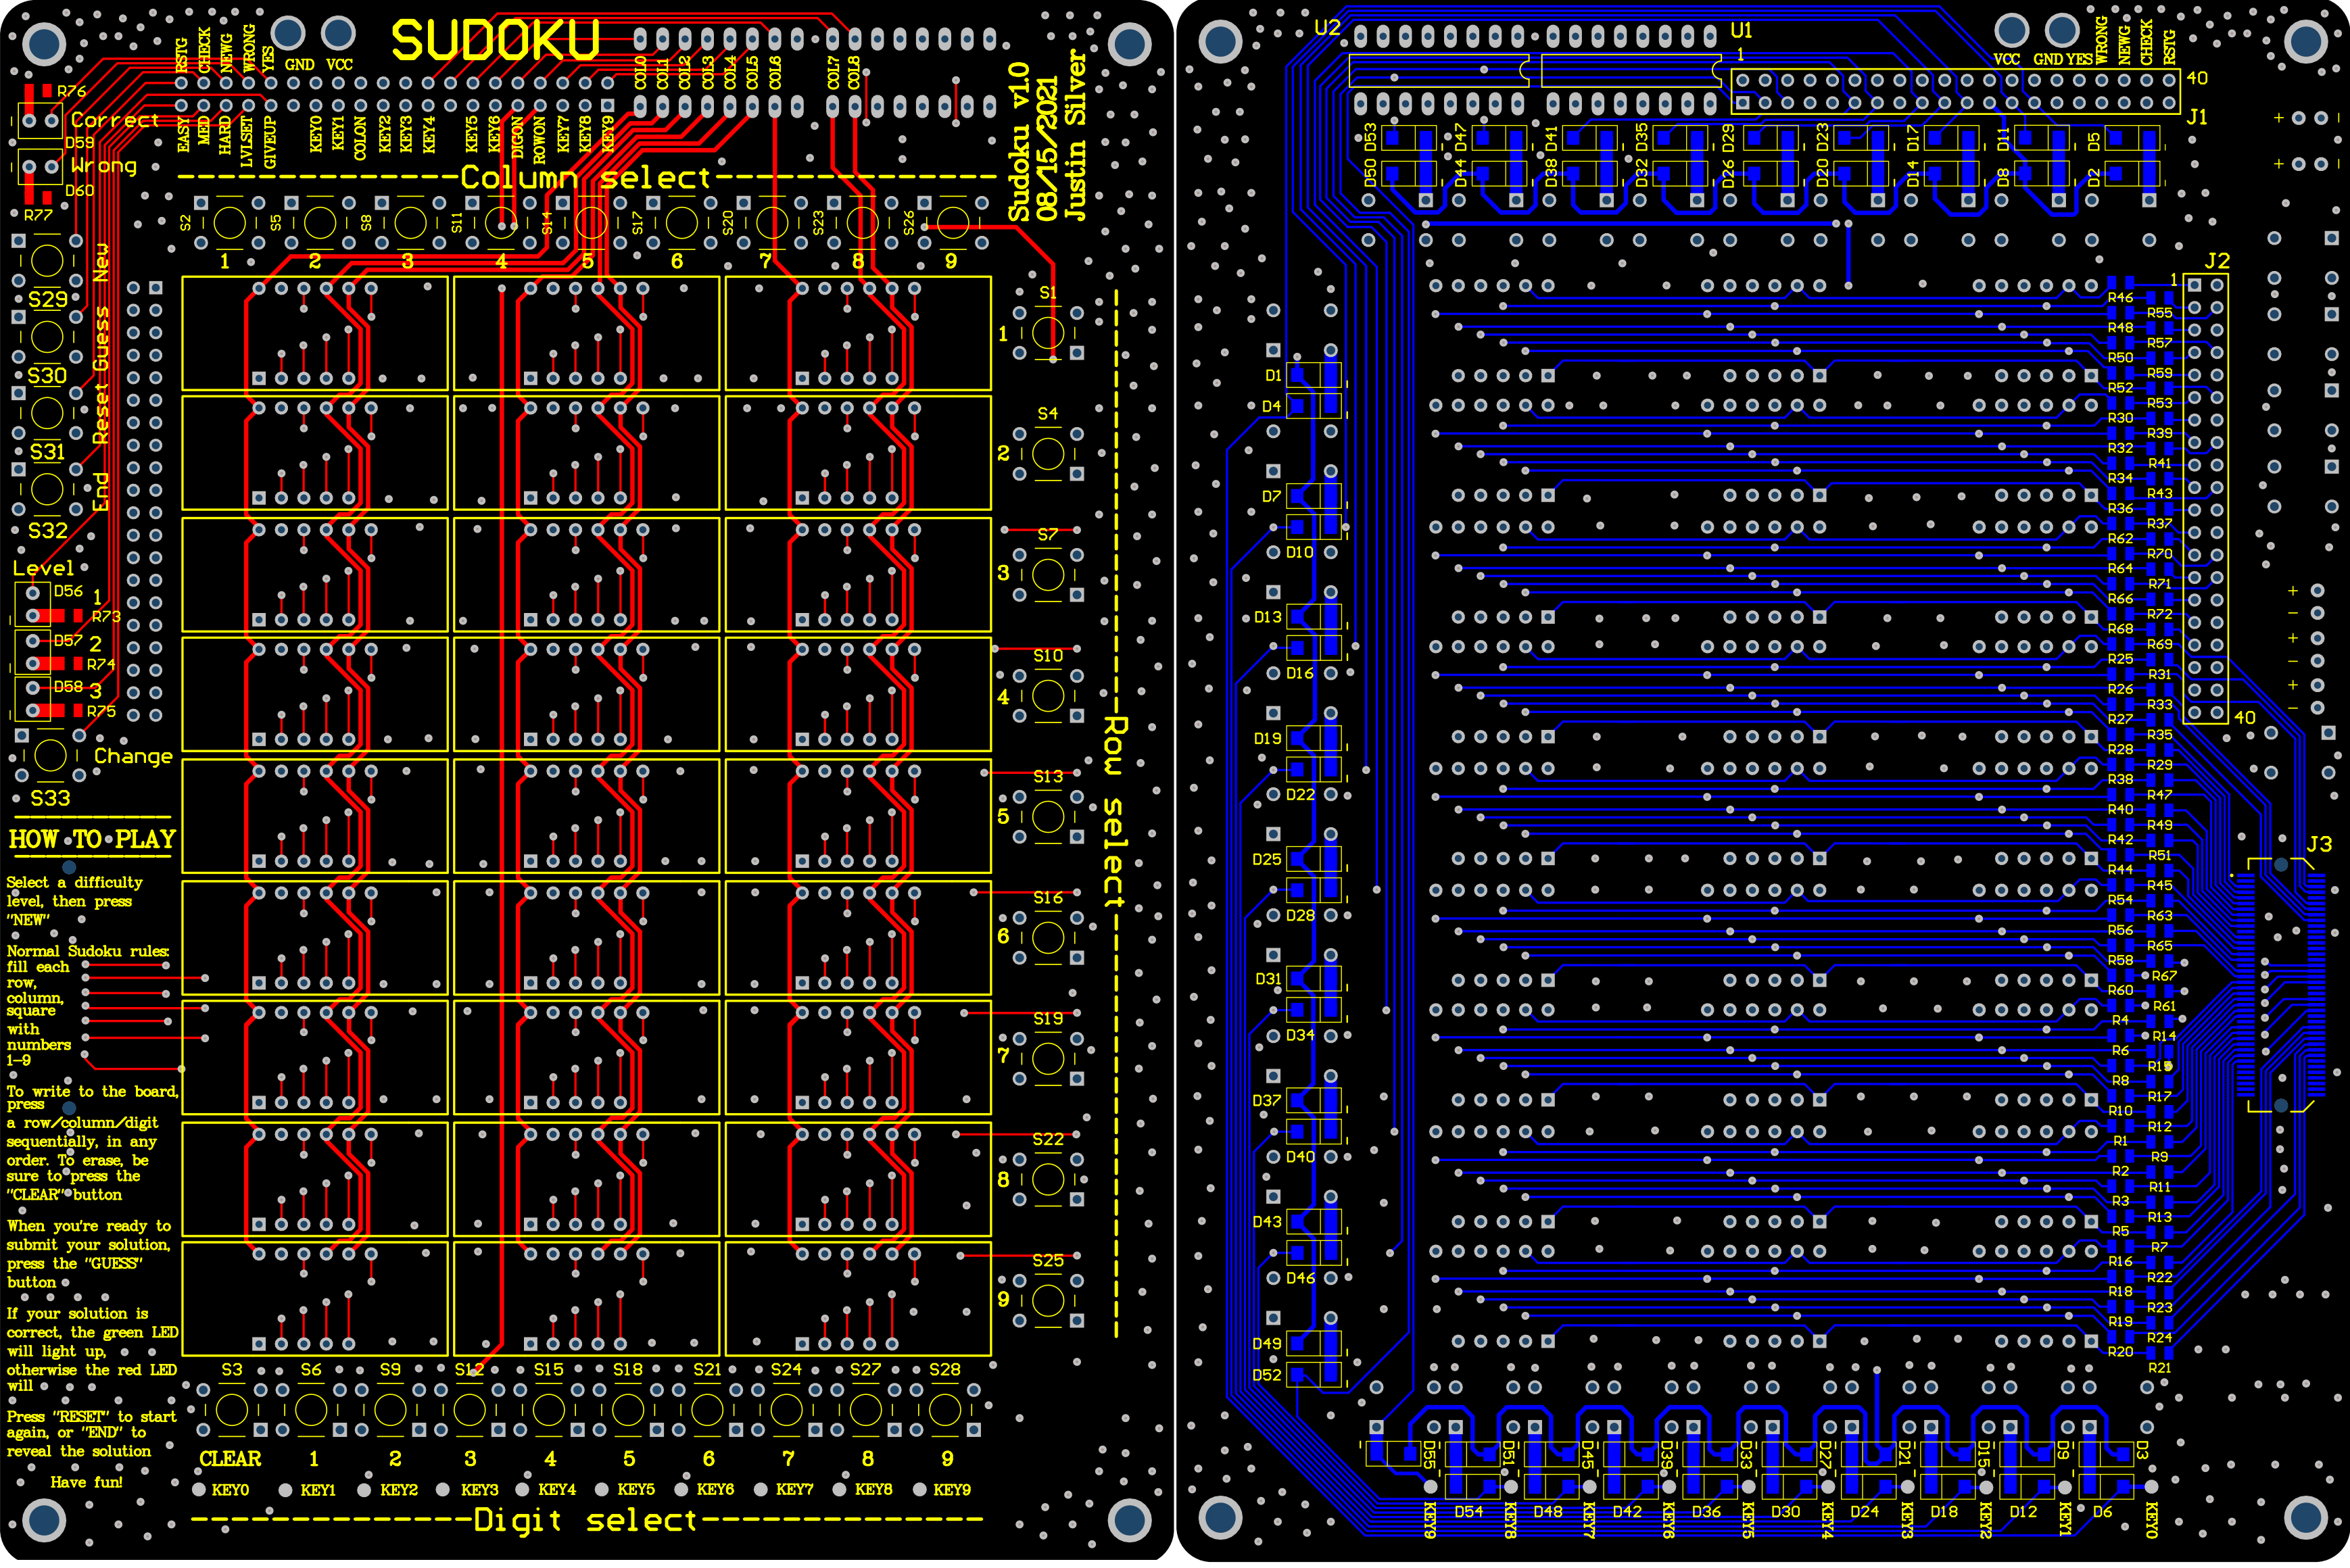 SUDOKU
RSTG
CHECK
NEWG
WRONG
YES
GND VCC
COL0
COL1
COL2
COL3
COL4
COL5
COL6
COL7
COL8
Sudoku v1.0
08/15/2021
Justin Silver
R76
Correct
D59
Wrong
D60
R77
EASY
MED
HARD
LVLSET
GIVEUP
KEY0
KEY1
COLON
KEY2
KEY3
KEY4
KEY5
KEY6
DIGON
ROWON
KEY7
KEY8
KEY9
Column select
S2 S5 S8 S11 S14 S17 S20 S23 S26
1 2 3 4 5 6 7 8 9
New
S29
Guess
S30
Reset
S31
End
S32
Level
D56
1
R73
D57
2
R74
D58
3
R75
Change
S33
S1
1
S4
2
S7
3
S10
4
S13
5
S16
6
S19
7
S22
8
S25
9
Row select
HOW TO PLAY
Select a difficulty
level, then press
"NEW"
Normal Sudoku rules:
fill each
row,
column,
square
with
numbers
1-9
To write to the board,
press
a row/column/digit
sequentially, in any
order. To erase, be
sure to press the
"CLEAR" button
When you're ready to
submit your solution,
press the "GUESS"
button
If your solution is
correct, the green LED
will light up,
otherwise the red LED
will
Press "RESET" to start
again, or "END" to
reveal the solution
Have fun!
S3 S6 S9 S12 S15 S18 S21 S24 S27 S28
CLEAR 1 2 3 4 5 6 7 8 9
KEY0 KEY1 KEY2 KEY3 KEY4 KEY5 KEY6 KEY7 KEY8 KEY9
Digit select
U2
U1
1
VCC GND YES
WRONG
NEWG
CHECK
RSTG
40
J1
D53 D47 D41 D35 D29 D23 D17 D11 D5
D50 D44 D38 D32 D26 D20 D14 D8 D2
J2
1
40
D1
D4
D7
D10
D13
D16
D19
D22
D25
D28
D31
D34
D37
D40
D43
D46
D49
D52
R46
R55
R48
R57
R50
R59
R52
R53
R30
R39
R32
R41
R34
R43
R36
R37
R62
R70
R64
R71
R66
R72
R68
R69
R25
R31
R26
R33
R27
R35
R28
R29
R38
R47
R40
R49
R42
R51
R44
R45
R54
R63
R56
R65
R58
R67
R60
R61
R4
R14
R6
R15
R8
R17
R10
R12
R1
R9
R2
R11
R3
R13
R5
R7
R16
R22
R18
R23
R19
R24
R20
R21
J3
D55 D51 D45 D39 D33 D27 D21 D15 D9 D3
D54 D48 D42 D36 D30 D24 D18 D12 D6
KEY9 KEY8 KEY7 KEY6 KEY5 KEY4 KEY3 KEY2 KEY1 KEY0